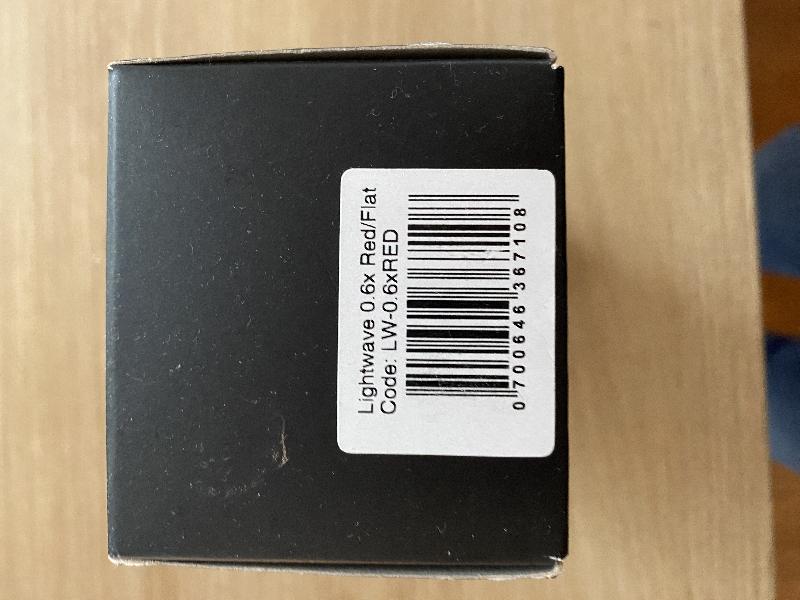 Lightwave 0.6x Red/Flat
Code: LW-0.6xRED
0 700646 367108